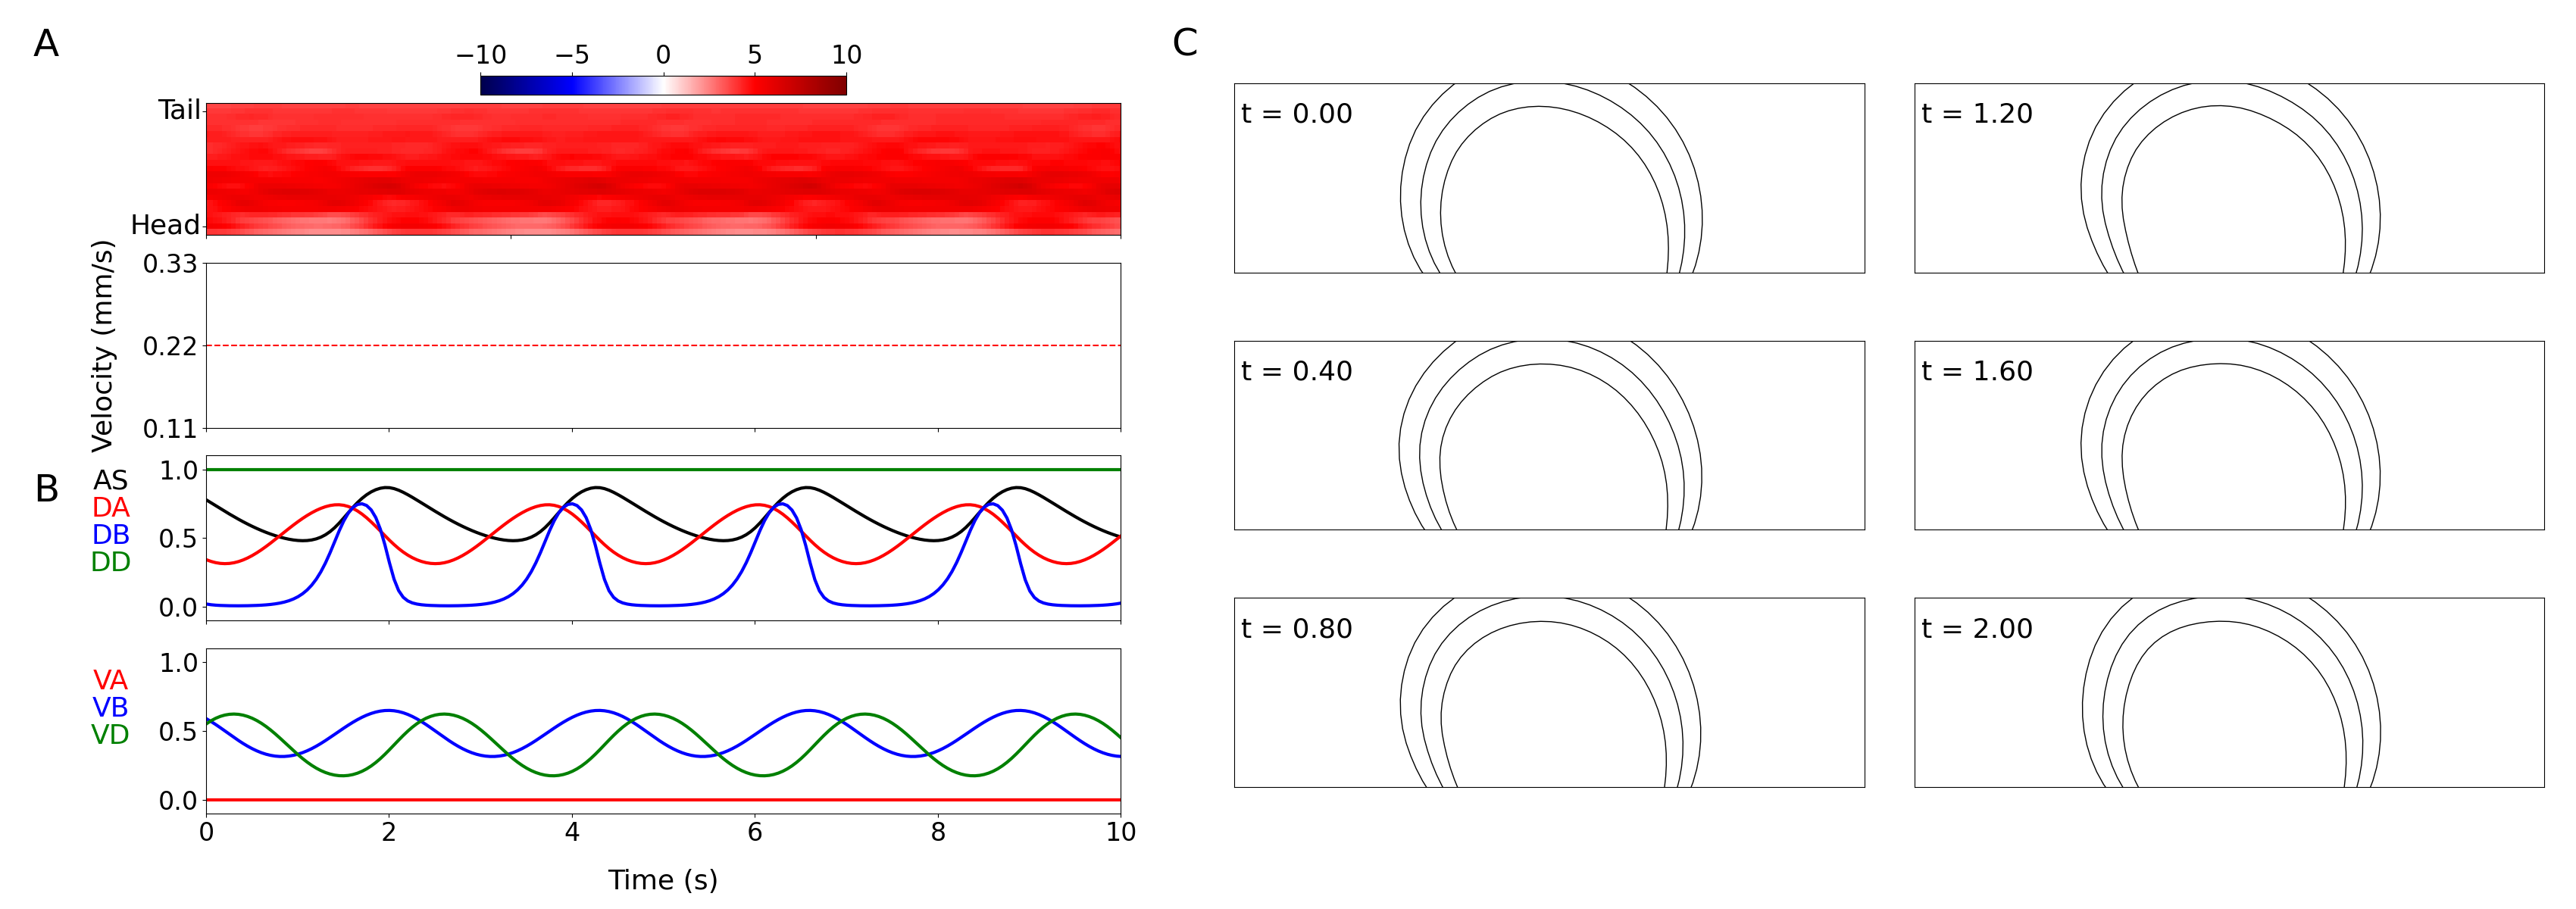 A
−10 −5 0 5 10
Tail
Head
Velocity (mm/s)
0.33
0.22
0.11
B
AS
DA
DB
DD
1.0
0.5
0.0
VA
VB
VD
1.0
0.5
0.0
0 2 4 6 8 10
Time (s)
C
t = 0.00
t = 1.20
t = 0.40
t = 1.60
t = 0.80
t = 2.00